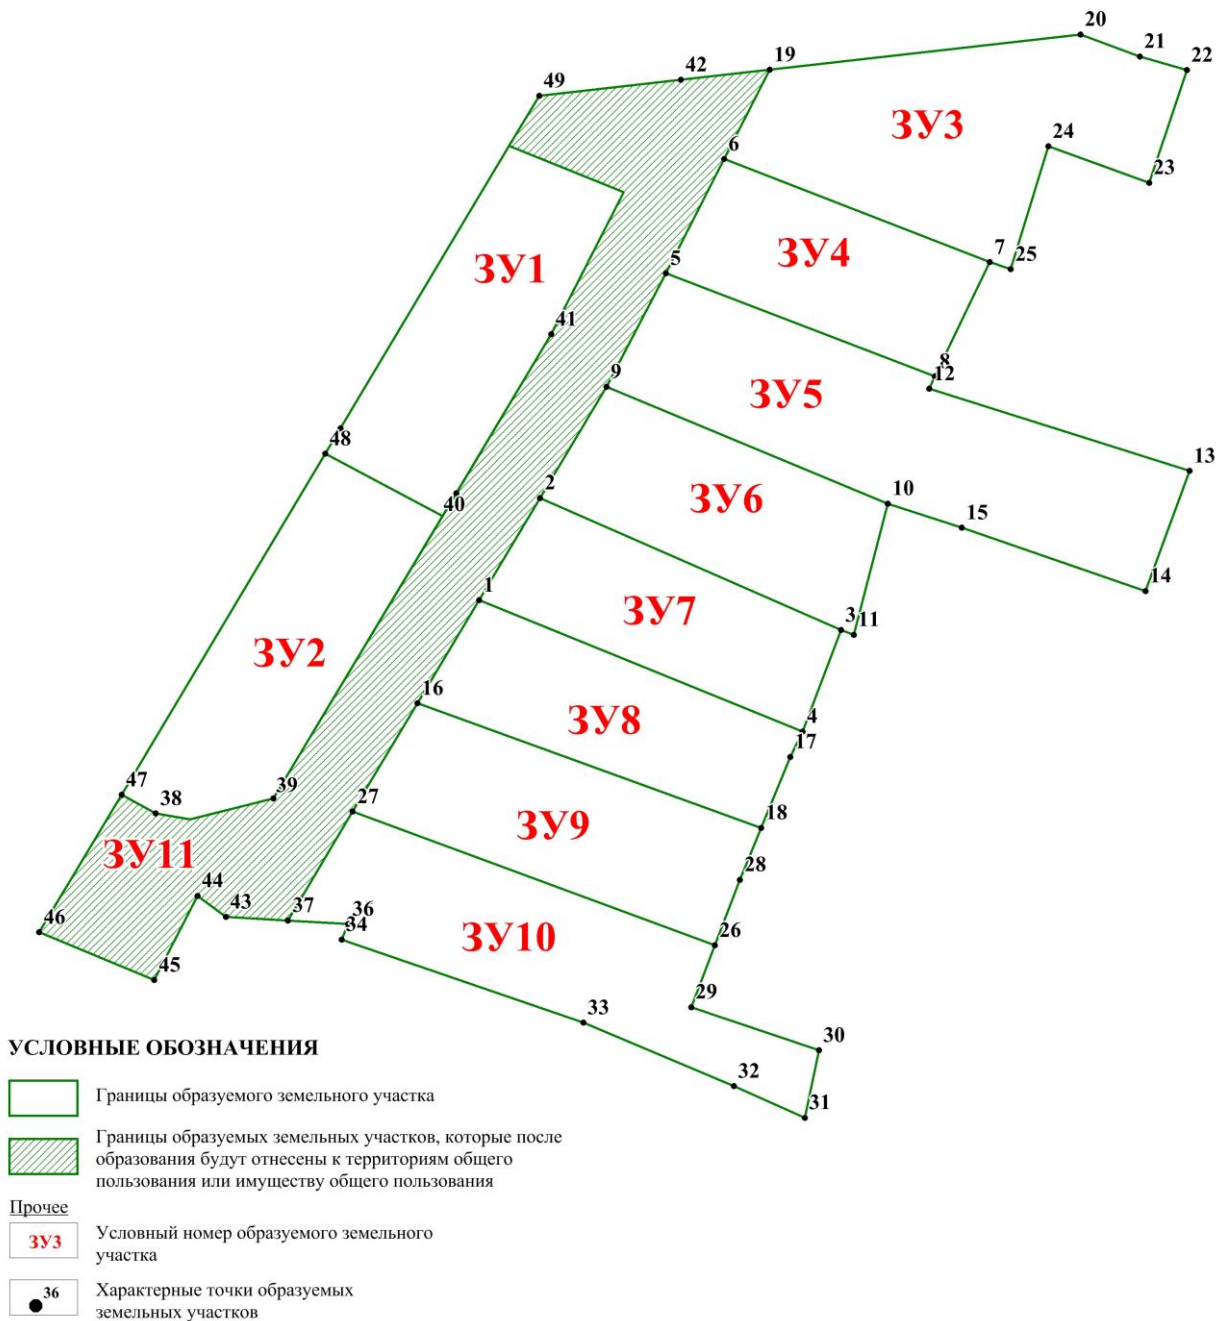 20
21
22
19
42
49
ЗУ3
24
6
23
7
25
ЗУ4
5
ЗУ1
41
8
9
12
ЗУ5
48
13
40
2
10
ЗУ6
15
14
1
3
11
ЗУ7
ЗУ2
16
4
ЗУ8
17
47
39
38
27
18
ЗУ9
ЗУ11
28
44
43
37
36
46
34
26
ЗУ10
45
29
33
30
32
31
УСЛОВНЫЕ ОБОЗНАЧЕНИЯ
Границы образуемого земельного участка
Границы образуемых земельных участков, которые после
образования будут отнесены к территориям общего
пользования или имуществу общего пользования
Прочее
ЗУ3
Условный номер образуемого земельного
участка
36
Характерные точки образуемых
земельных участков